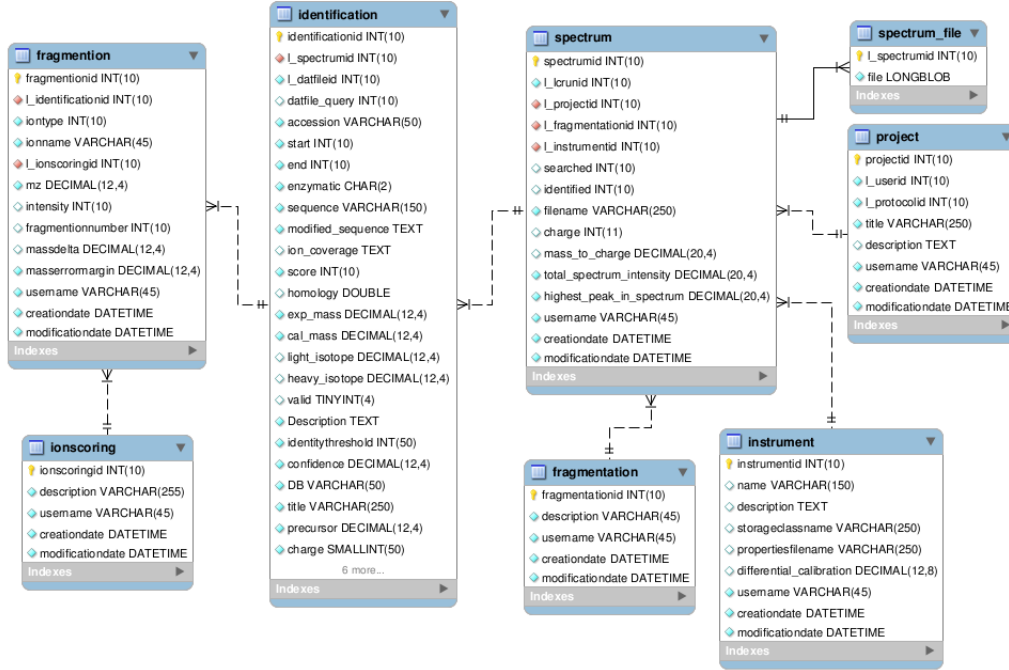 fragmention
fragmentionid INT(10)
l_identificationid INT(10)
iontype INT(10)
ionname VARCHAR(45)
l_ionscoringid INT(10)
mz DECIMAL(12,4)
intensity INT(10)
fragmentionnumber INT(10)
massdelta DECIMAL(12,4)
masserrormargin DECIMAL(12,4)
username VARCHAR(45)
creationdate DATETIME
modificationdate DATETIME
Indexes
ionscoring
ionscoringid INT(10)
description VARCHAR(255)
username VARCHAR(45)
creationdate DATETIME
modificationdate DATETIME
Indexes
identification
identificationid INT(10)
l_spectrumid INT(10)
l_datfileid INT(10)
datfile_query INT(10)
accession VARCHAR(50)
start INT(10)
end INT(10)
enzymatic CHAR(2)
sequence VARCHAR(150)
modified_sequence TEXT
ion_coverage TEXT
score INT(10)
homology DOUBLE
exp_mass DECIMAL(12,4)
cal_mass DECIMAL(12,4)
light_isotope DECIMAL(12,4)
heavy_isotope DECIMAL(12,4)
valid TINYINT(4)
Description TEXT
identitythreshold INT(50)
confidence DECIMAL(12,4)
DB VARCHAR(50)
title VARCHAR(250)
precursor DECIMAL(12,4)
charge SMALLINT(50)
6 more...
Indexes
spectrum
spectrumid INT(10)
l_lcrunid INT(10)
l_projectid INT(10)
l_fragmentationid INT(10)
l_instrumentid INT(10)
searched INT(10)
identified INT(10)
filename VARCHAR(250)
charge INT(11)
mass_to_charge DECIMAL(20,4)
total_spectrum_intensity DECIMAL(20,4)
highest_peak_in_spectrum DECIMAL(20,4)
username VARCHAR(45)
creationdate DATETIME
modificationdate DATETIME
Indexes
fragmentation
fragmentationid INT(10)
description VARCHAR(45)
username VARCHAR(45)
creationdate DATETIME
modificationdate DATETIME
Indexes
spectrum_file
l_spectrumid INT(10)
file LONGBLOB
Indexes
project
projectid INT(10)
l_userid INT(10)
l_protocolid INT(10)
title VARCHAR(250)
description TEXT
username VARCHAR(45)
creationdate DATETIME
modificationdate DATETIME
Indexes
instrument
instrumentid INT(10)
name VARCHAR(150)
description TEXT
storageclassname VARCHAR(250)
propertiesfilename VARCHAR(250)
differential_calibration DECIMAL(12,8)
username VARCHAR(45)
creationdate DATETIME
modificationdate DATETIME
Indexes